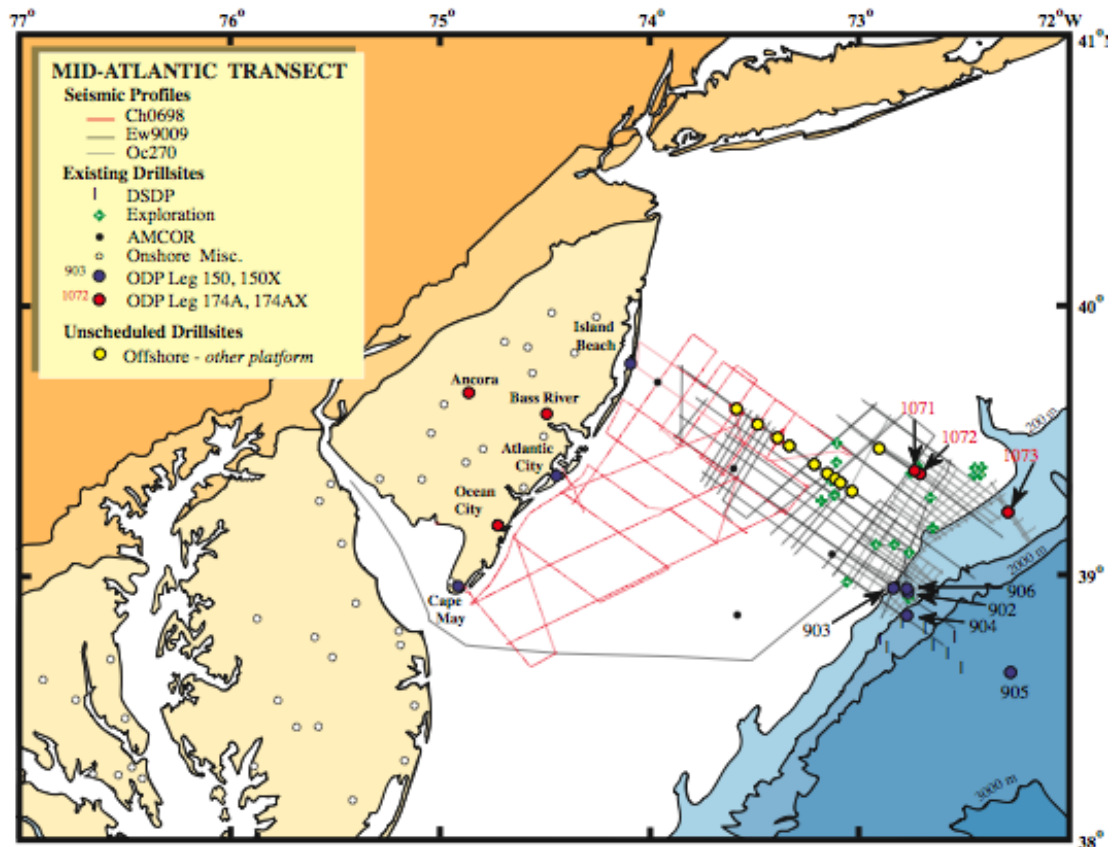 77°
76°
75°
74°
73°
72°W
41°N
MID-ATLANTIC TRANSECT
Seismic Profiles
Ch0698
Ew9009
Oc270
Existing Drillsites
DSDP
Exploration
AMCOR
Onshore Misc.
903 ODP Leg 150, 150X
1072 ODP Leg 174A, 174AX
Unscheduled Drillsites
Offshore - other platform
40°
Island
Beach
Ancora
Bass River
Atlantic
City
Ocean
City
Cape
May
1071
1072
1073
200 m
2000 m
3000 m
39°
906
902
904
903
905
38°